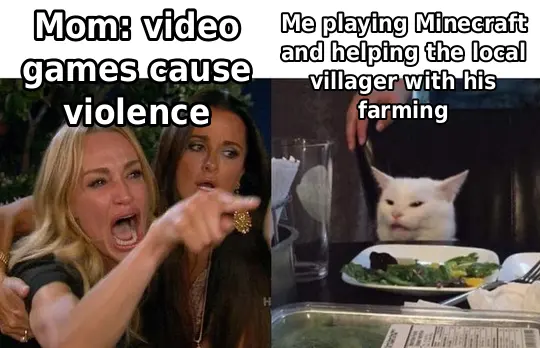 Mom: video
games cause
violence
Me playing Minecraft
and helping the local
villager with his
farming